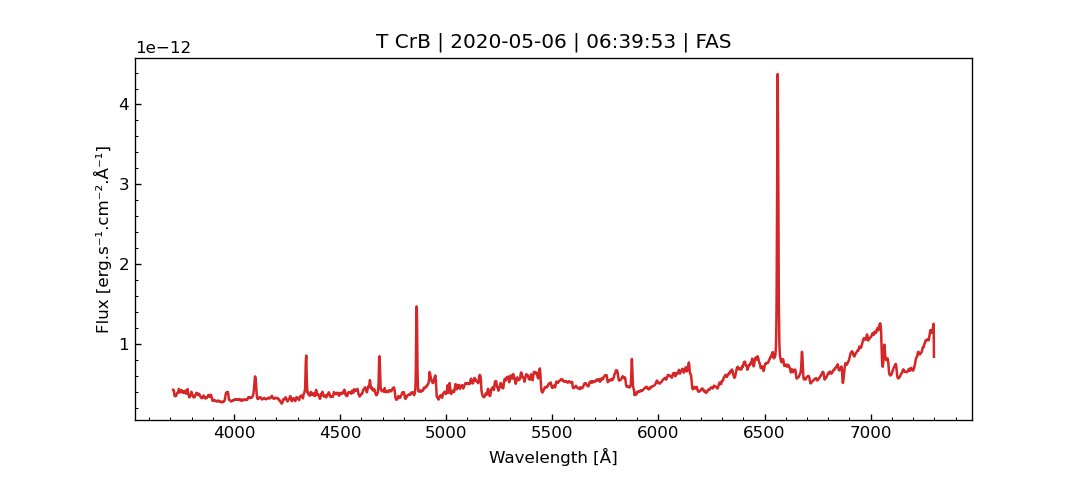 T CrB | 2020-05-06 | 06:39:53 | FAS
1e−12
4
3
2
1
Flux [erg.s⁻¹.cm⁻².Å⁻¹]
4000 4500 5000 5500 6000 6500 7000
Wavelength [Å]